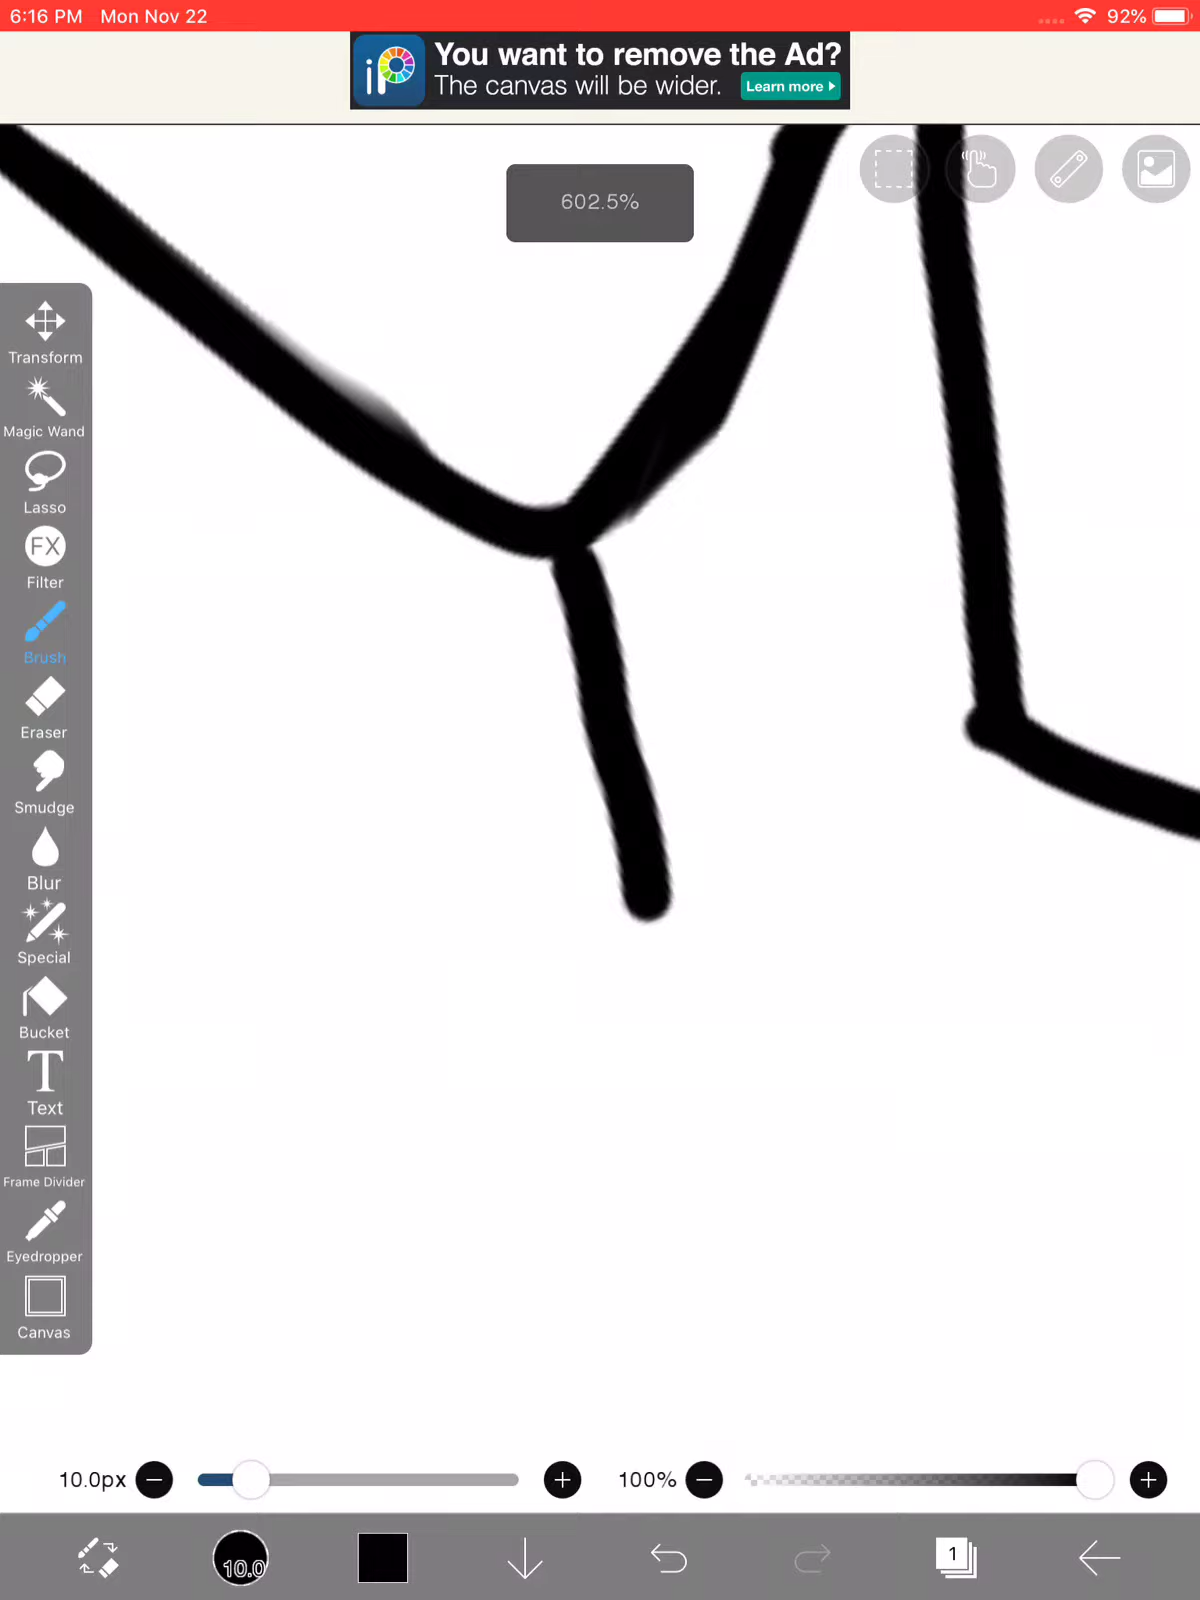 6:16 PM Mon Nov 22
92%
iP
You want to remove the Ad?
The canvas will be wider.
Learn more
602.5%
Transform
Magic Wand
Lasso
FX
Filter
Brush
Eraser
Smudge
Blur
Special
Bucket
T
Text
Frame Divider
Eyedropper
Canvas
10.0px
100%
10.0
1